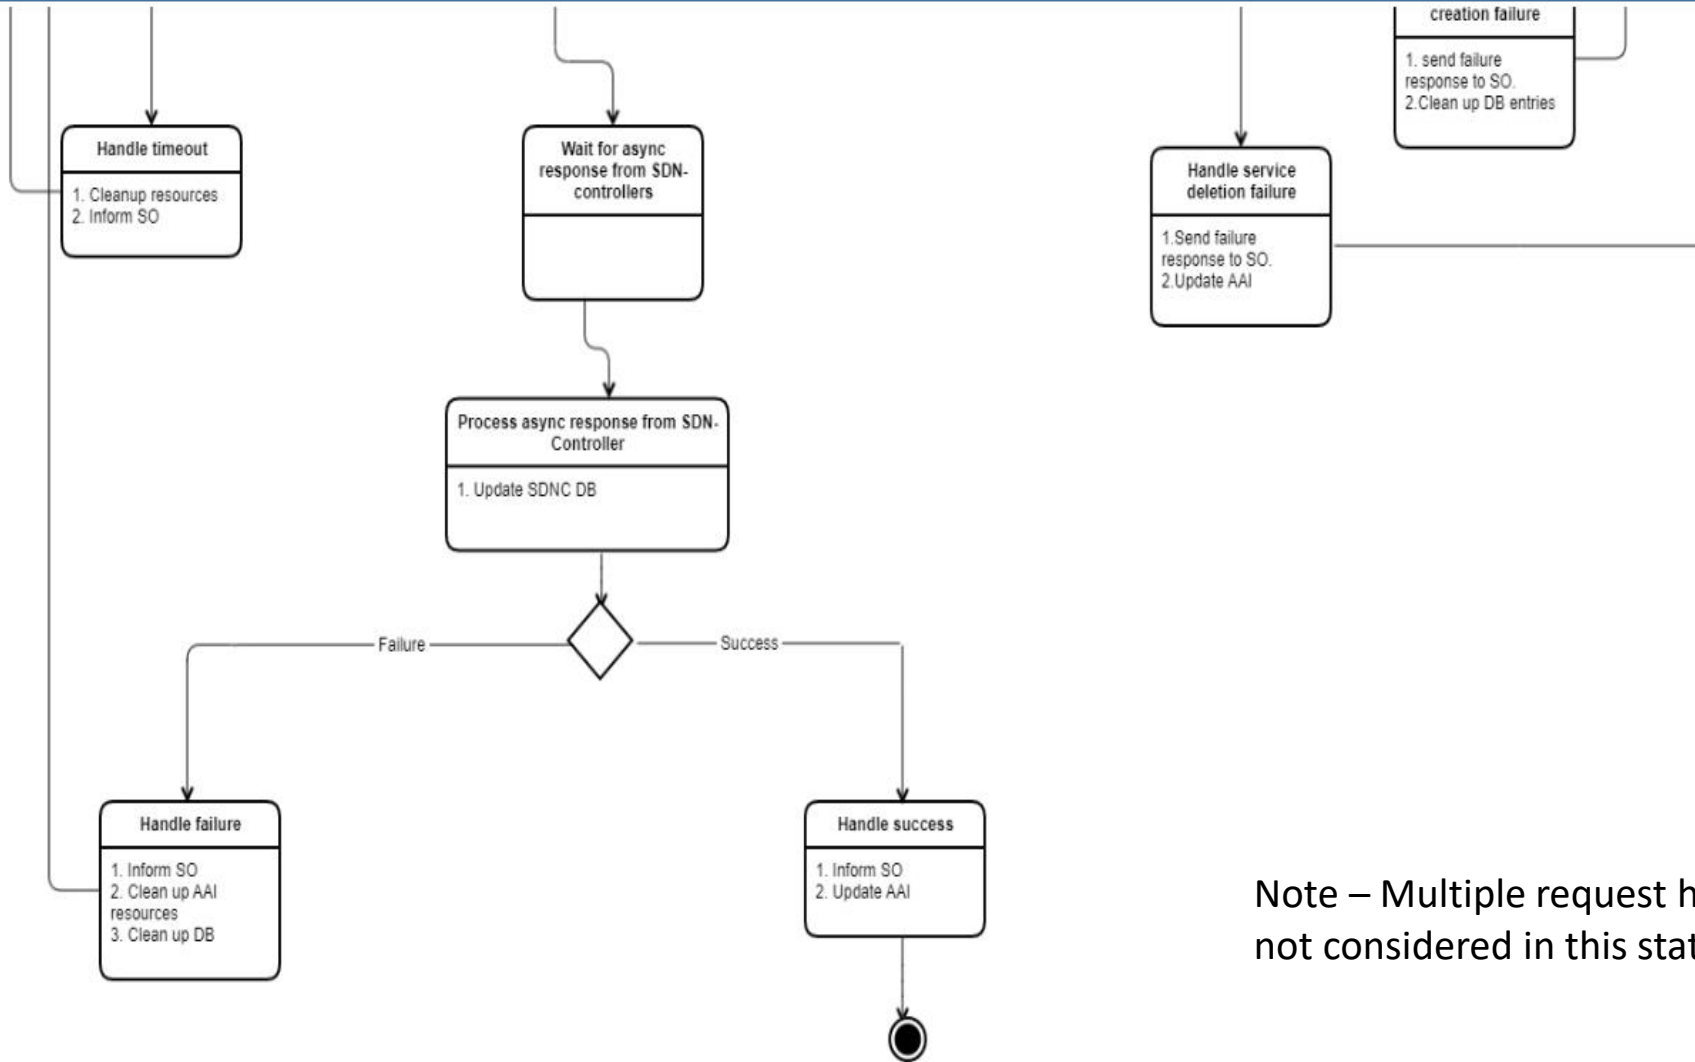 creation failure
1. send failure
response to SO.
2.Clean up DB entries
Handle timeout
1. Cleanup resources
2. Inform SO
Wait for async
response from SDN-
controllers
Handle service
deletion failure
1.Send failure
response to SO.
2.Update AAI
Process async response from SDN-
Controller
1. Update SDNC DB
Failure
Success
Handle failure
1. Inform SO
2. Clean up AAI
resources
3. Clean up DB
Handle success
1. Inform SO
2. Update AAI
Note – Multiple request h
not considered in this stat